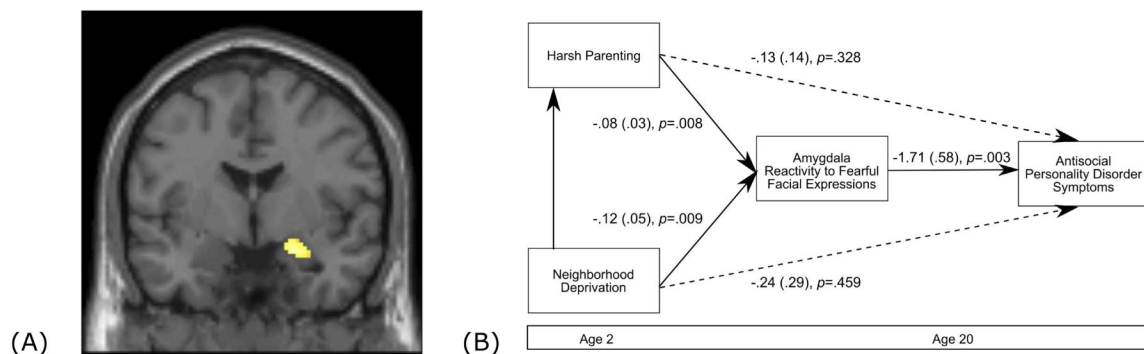 (A)
(B)
Harsh Parenting
-.13 (.14), p=.328
-.08 (.03), p=.008
Amygdala
Reactivity to Fearful
Facial Expressions
-1.71 (.58), p=.003
Antisocial
Personality Disorder
Symptoms
-.12 (.05), p=.009
Neighborhood
Deprivation
-.24 (.29), p=.459
Age 2
Age 20